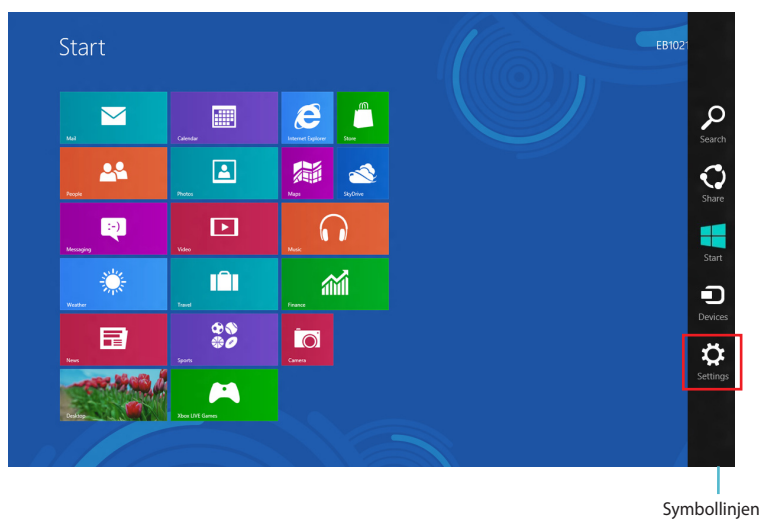 Start
EB1021
Search
Share
Start
Devices
Settings
Mail
Calendar
Internet Explorer
Store
People
Photos
Maps
SkyDrive
Messaging
Video
Music
Weather
Travel
Finance
News
Sports
Camera
Desktop
Xbox LIVE Games
Symbollinjen